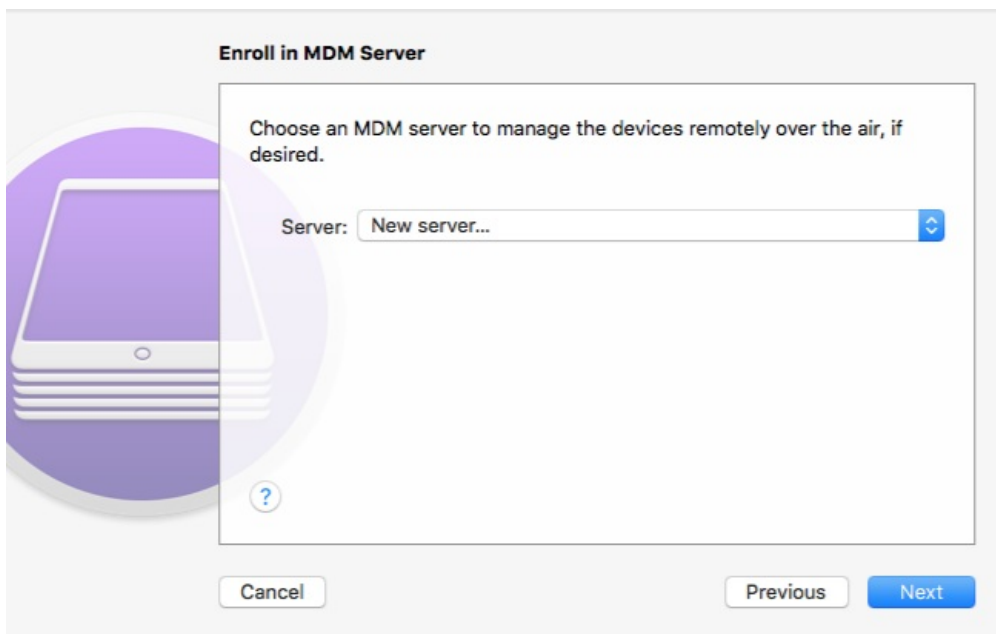 Enroll in MDM Server
Choose an MDM server to manage the devices remotely over the air, if
desired.
Server: New server...
?
Cancel Previous Next